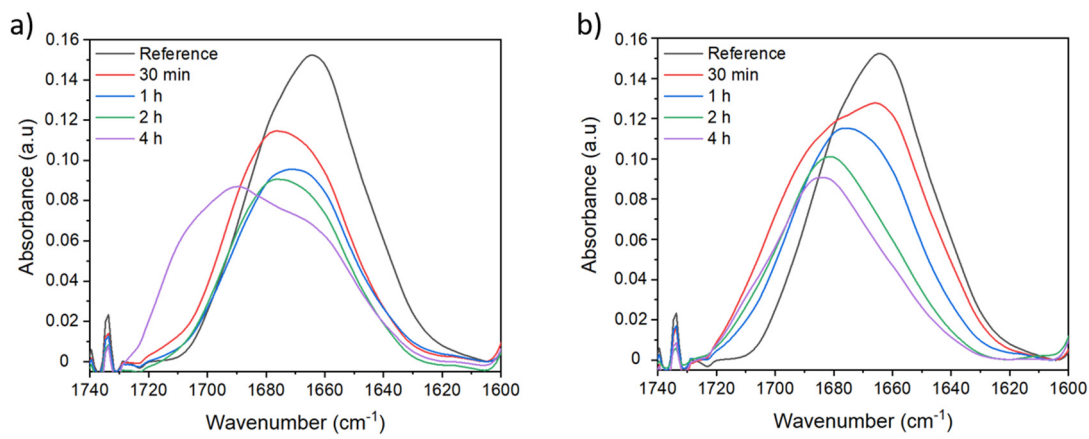 a)
Absorbance (a.u)
0.16
0.14
0.12
0.10
0.08
0.06
0.04
0.02
0
Reference
30 min
1 h
2 h
4 h
1740 1720 1700 1680 1660 1640 1620 1600
Wavenumber (cm⁻¹)
b)
Absorbance (a.u)
0.16
0.14
0.12
0.10
0.08
0.06
0.04
0.02
0
Reference
30 min
1 h
2 h
4 h
1740 1720 1700 1680 1660 1640 1620 1600
Wavenumber (cm⁻¹)